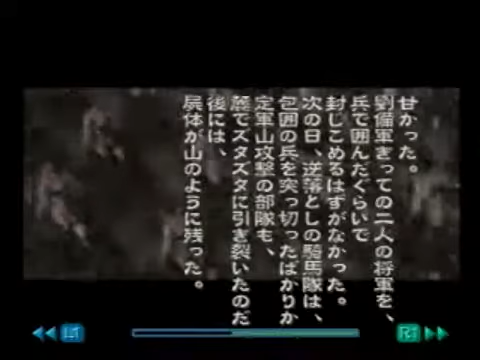 甘かった。
劉備軍きっての二人の将軍を、
兵で囲んだぐらいで
封じこめるはずがなかった。
次の日、逆落としの騎馬隊は、
包囲の兵を突っ切ったばかりか
定軍山攻撃の部隊も、
麓でズタズタに引き裂いたのだ
後には、
屍体が山のように残った。
L1
R1